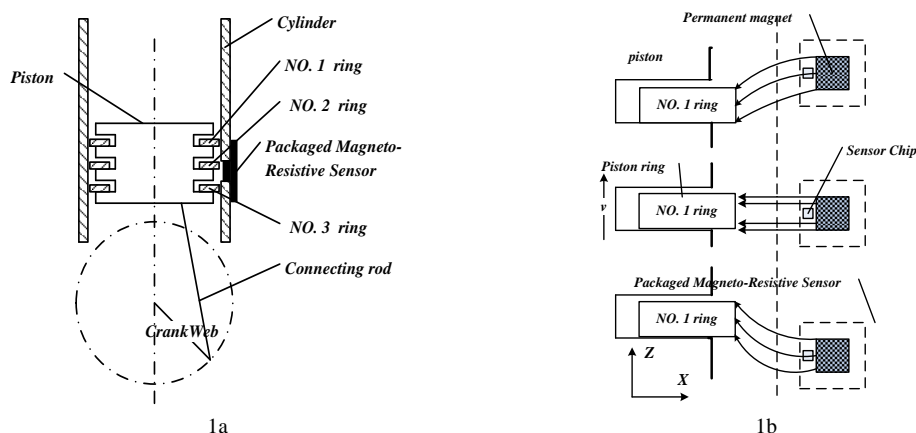 Cylinder
Piston
NO. 1 ring
NO. 2 ring
Packaged Magneto-
Resistive Sensor
NO. 3 ring
Connecting rod
CrankWeb
1a
Permanent magnet
piston
NO. 1 ring
Sensor Chip
Piston ring
v
NO. 1 ring
Packaged Magneto-Resistive Sensor
NO. 1 ring
Z
X
1b